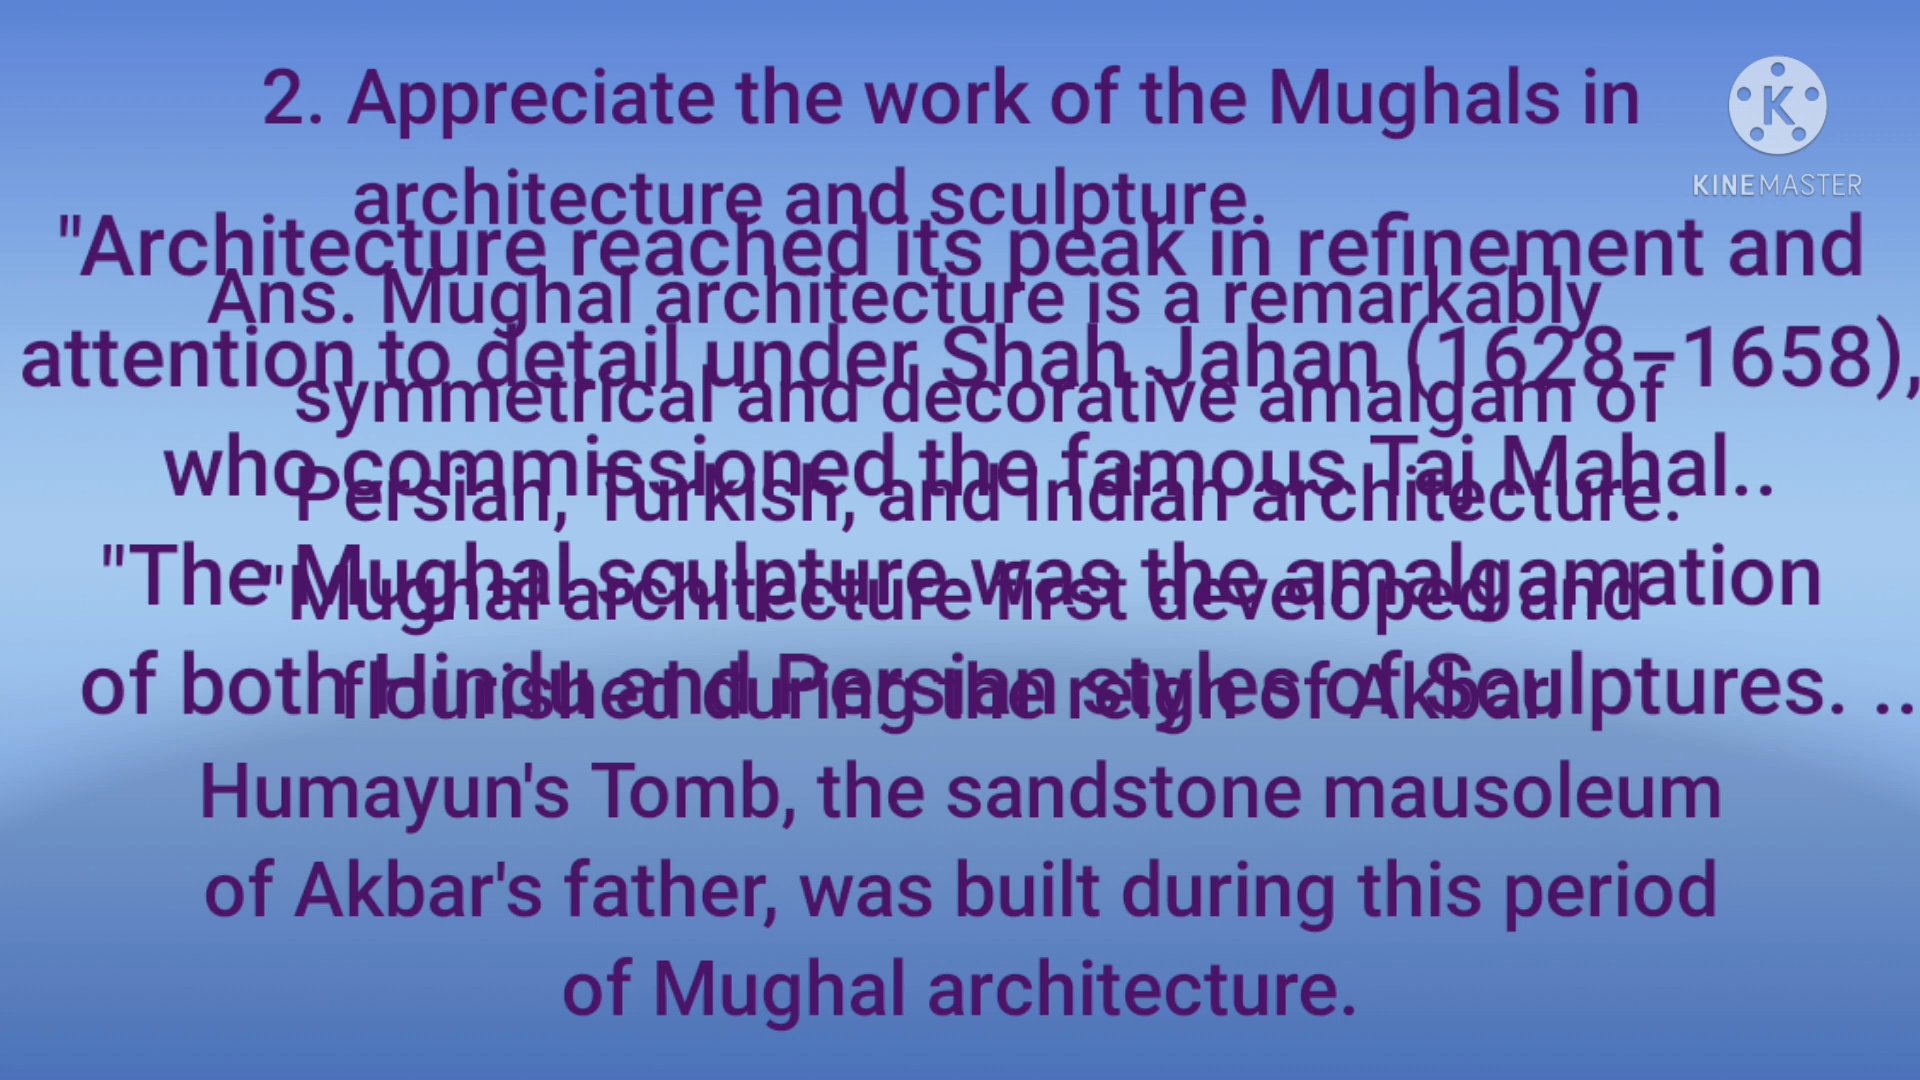 2. Appreciate the work of the Mughals in
architecture and sculpture.
Ans. Mughal architecture is a remarkably
symmetrical and decorative amalgam of
Persian, Turkish, and Indian architecture.
"Mughal architecture first developed and
flourished during the reign of Akbar.
Humayun's Tomb, the sandstone mausoleum
of Akbar's father, was built during this period
of Mughal architecture.
"Architecture reached its peak in refinement and
attention to detail under Shah Jahan (1628–1658),
who commissioned the famous Taj Mahal..
"The Mughal sculpture was the amalgamation
of both Hindu and Persian styles of Sculptures. ..
K
KINEMASTER